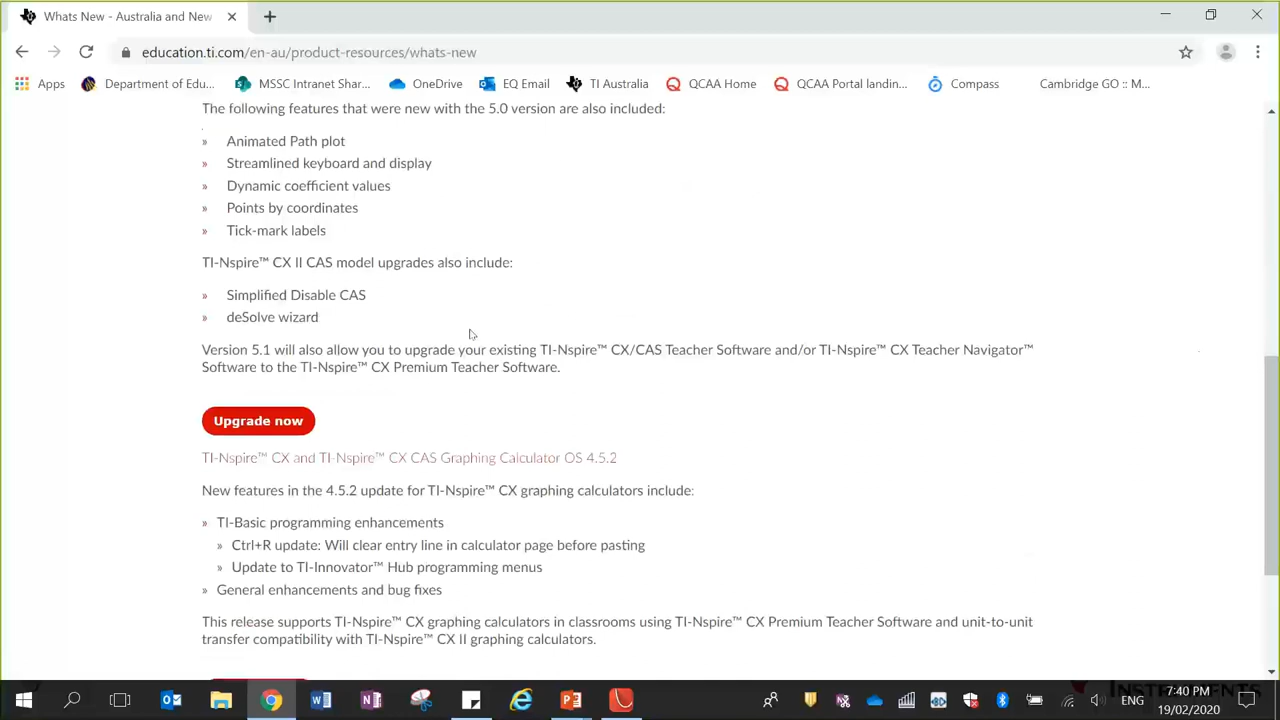 Whats New - Australia and New
education.ti.com/en-au/product-resources/whats-new
Apps
Department of Edu...
MSSC Intranet Shar...
OneDrive
EQ Email
TI Australia
QCAA Home
QCAA Portal landin...
Compass
Cambridge GO :: M...
The following features that were new with the 5.0 version are also included:
» Animated Path plot
» Streamlined keyboard and display
» Dynamic coefficient values
» Points by coordinates
» Tick-mark labels
TI-Nspire™ CX II CAS model upgrades also include:
» Simplified Disable CAS
» deSolve wizard
Version 5.1 will also allow you to upgrade your existing TI-Nspire™ CX/CAS Teacher Software and/or TI-Nspire™ CX Teacher Navigator™
Software to the TI-Nspire™ CX Premium Teacher Software.
Upgrade now
TI-Nspire™ CX and TI-Nspire™ CX CAS Graphing Calculator OS 4.5.2
New features in the 4.5.2 update for TI-Nspire™ CX graphing calculators include:
» TI-Basic programming enhancements
» Ctrl+R update: Will clear entry line in calculator page before pasting
» Update to TI-Innovator™ Hub programming menus
» General enhancements and bug fixes
This release supports TI-Nspire™ CX graphing calculators in classrooms using TI-Nspire™ CX Premium Teacher Software and unit-to-unit
transfer compatibility with TI-Nspire™ CX II graphing calculators.
INSTRUMENTS
ENG
7:40 PM
19/02/2020